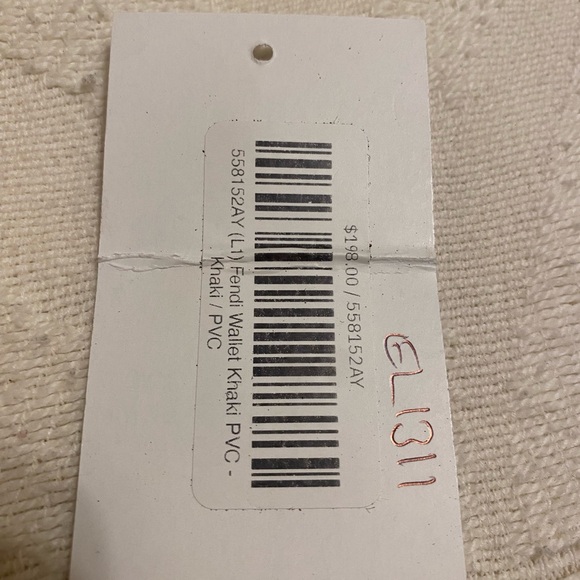 $198.00 / 558152AY
558152AY (L1) Fendi Wallet Khaki PVC -
Khaki / PVC
EL1311